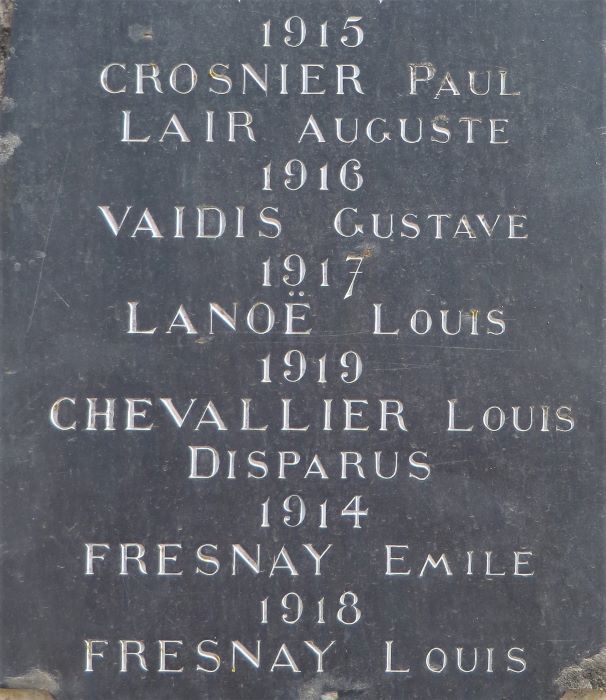 1915
CROSNIER PAUL
LAIR AUGUSTE
1916
VAIDIS GUSTAVE
1917
LANOË LOUIS
1919
CHEVALLIER LOUIS
DISPARUS
1914
FRESNAY EMILE
1918
FRESNAY LOUIS